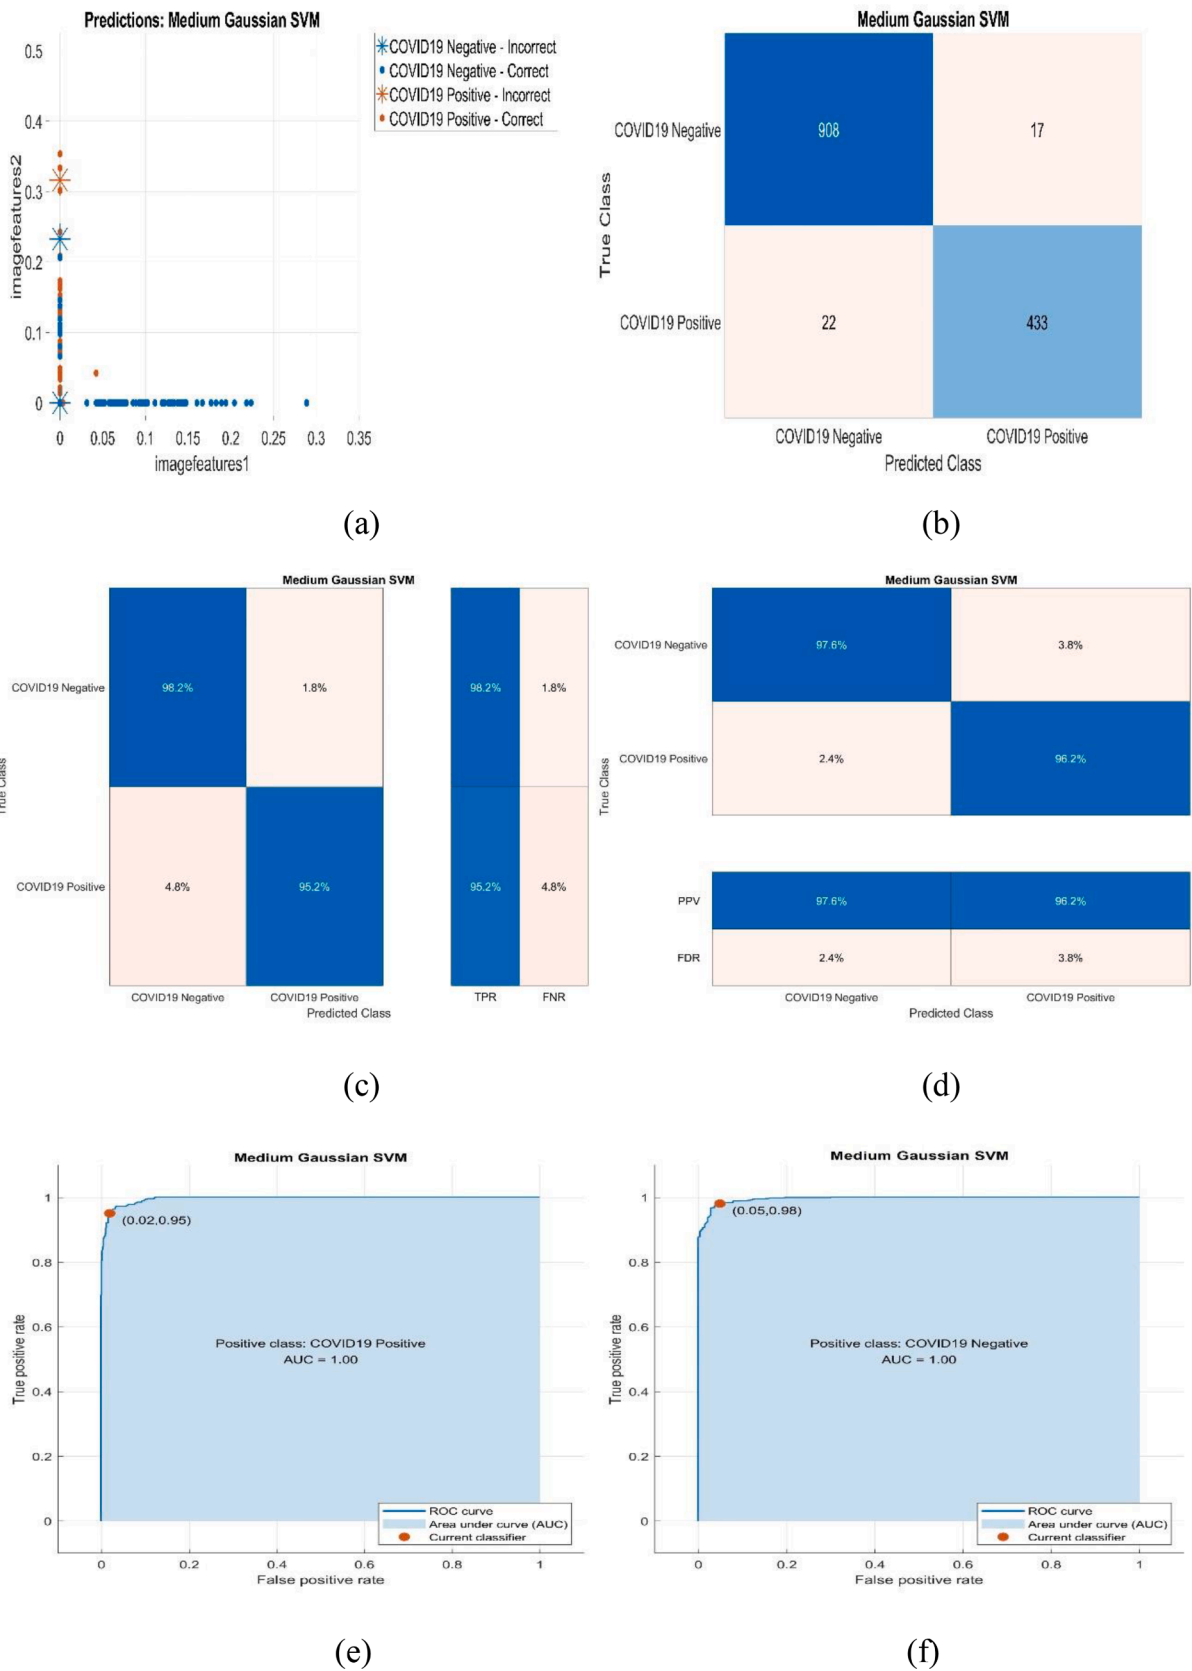 Predictions: Medium Gaussian SVM
COVID19 Negative - Incorrect
COVID19 Negative - Correct
COVID19 Positive - Incorrect
COVID19 Positive - Correct
0.5
0.4
0.3
0.2
0.1
0
imagefeatures2
0 0.05 0.1 0.15 0.2 0.25 0.3 0.35
imagefeatures1
(a)
Medium Gaussian SVM
True Class
COVID19 Negative 908 17
COVID19 Positive 22 433
COVID19 Negative COVID19 Positive
Predicted Class
(b)
Medium Gaussian SVM
True Class
COVID19 Negative 98.2% 1.8% 98.2% 1.8%
COVID19 Positive 4.8% 95.2% 95.2% 4.8%
COVID19 Negative COVID19 Positive TPR FNR
Predicted Class
(c)
Medium Gaussian SVM
True Class
COVID19 Negative 97.6% 3.8%
COVID19 Positive 2.4% 96.2%
PPV 97.6% 96.2%
FDR 2.4% 3.8%
COVID19 Negative COVID19 Positive
Predicted Class
(d)
Medium Gaussian SVM
True positive rate
1
0.8
0.6
0.4
0.2
0
(0.02,0.95)
Positive class: COVID19 Positive
AUC = 1.00
ROC curve
Area under curve (AUC)
Current classifier
0 0.2 0.4 0.6 0.8 1
False positive rate
(e)
Medium Gaussian SVM
True positive rate
1
0.8
0.6
0.4
0.2
0
(0.05,0.98)
Positive class: COVID19 Negative
AUC = 1.00
ROC curve
Area under curve (AUC)
Current classifier
0 0.2 0.4 0.6 0.8 1
False positive rate
(f)